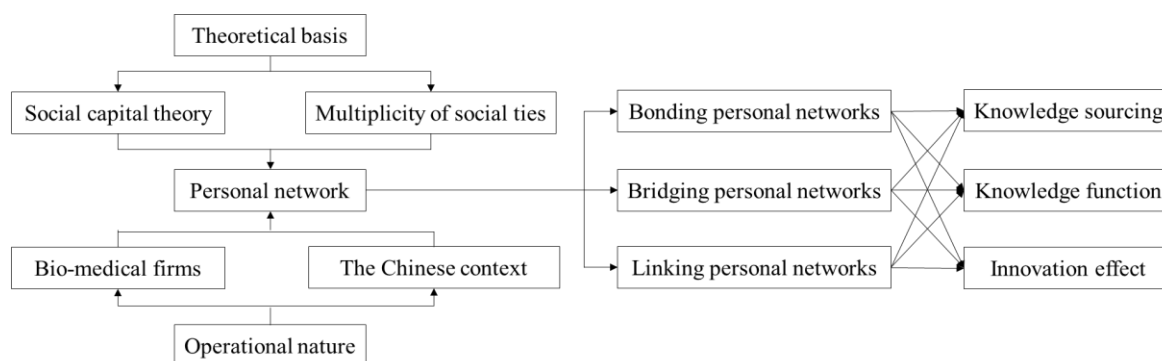 Theoretical basis
Social capital theory
Multiplicity of social ties
Personal network
Bio-medical firms
The Chinese context
Operational nature
Bonding personal networks
Bridging personal networks
Linking personal networks
Knowledge sourcing
Knowledge function
Innovation effect